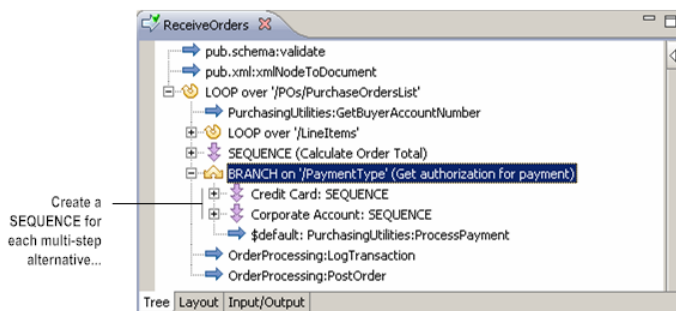 ReceiveOrders
pub.schema:validate
pub.xml:xmlNodeToDocument
LOOP over '/POs/PurchaseOrdersList'
PurchasingUtilities:GetBuyerAccountNumber
LOOP over '/LineItems'
SEQUENCE (Calculate Order Total)
BRANCH on '/PaymentType' (Get authorization for payment)
Credit Card: SEQUENCE
Corporate Account: SEQUENCE
$default: PurchasingUtilities:ProcessPayment
OrderProcessing:LogTransaction
OrderProcessing:PostOrder
Create a
SEQUENCE for
each multi-step
alternative...
Tree Layout Input/Output